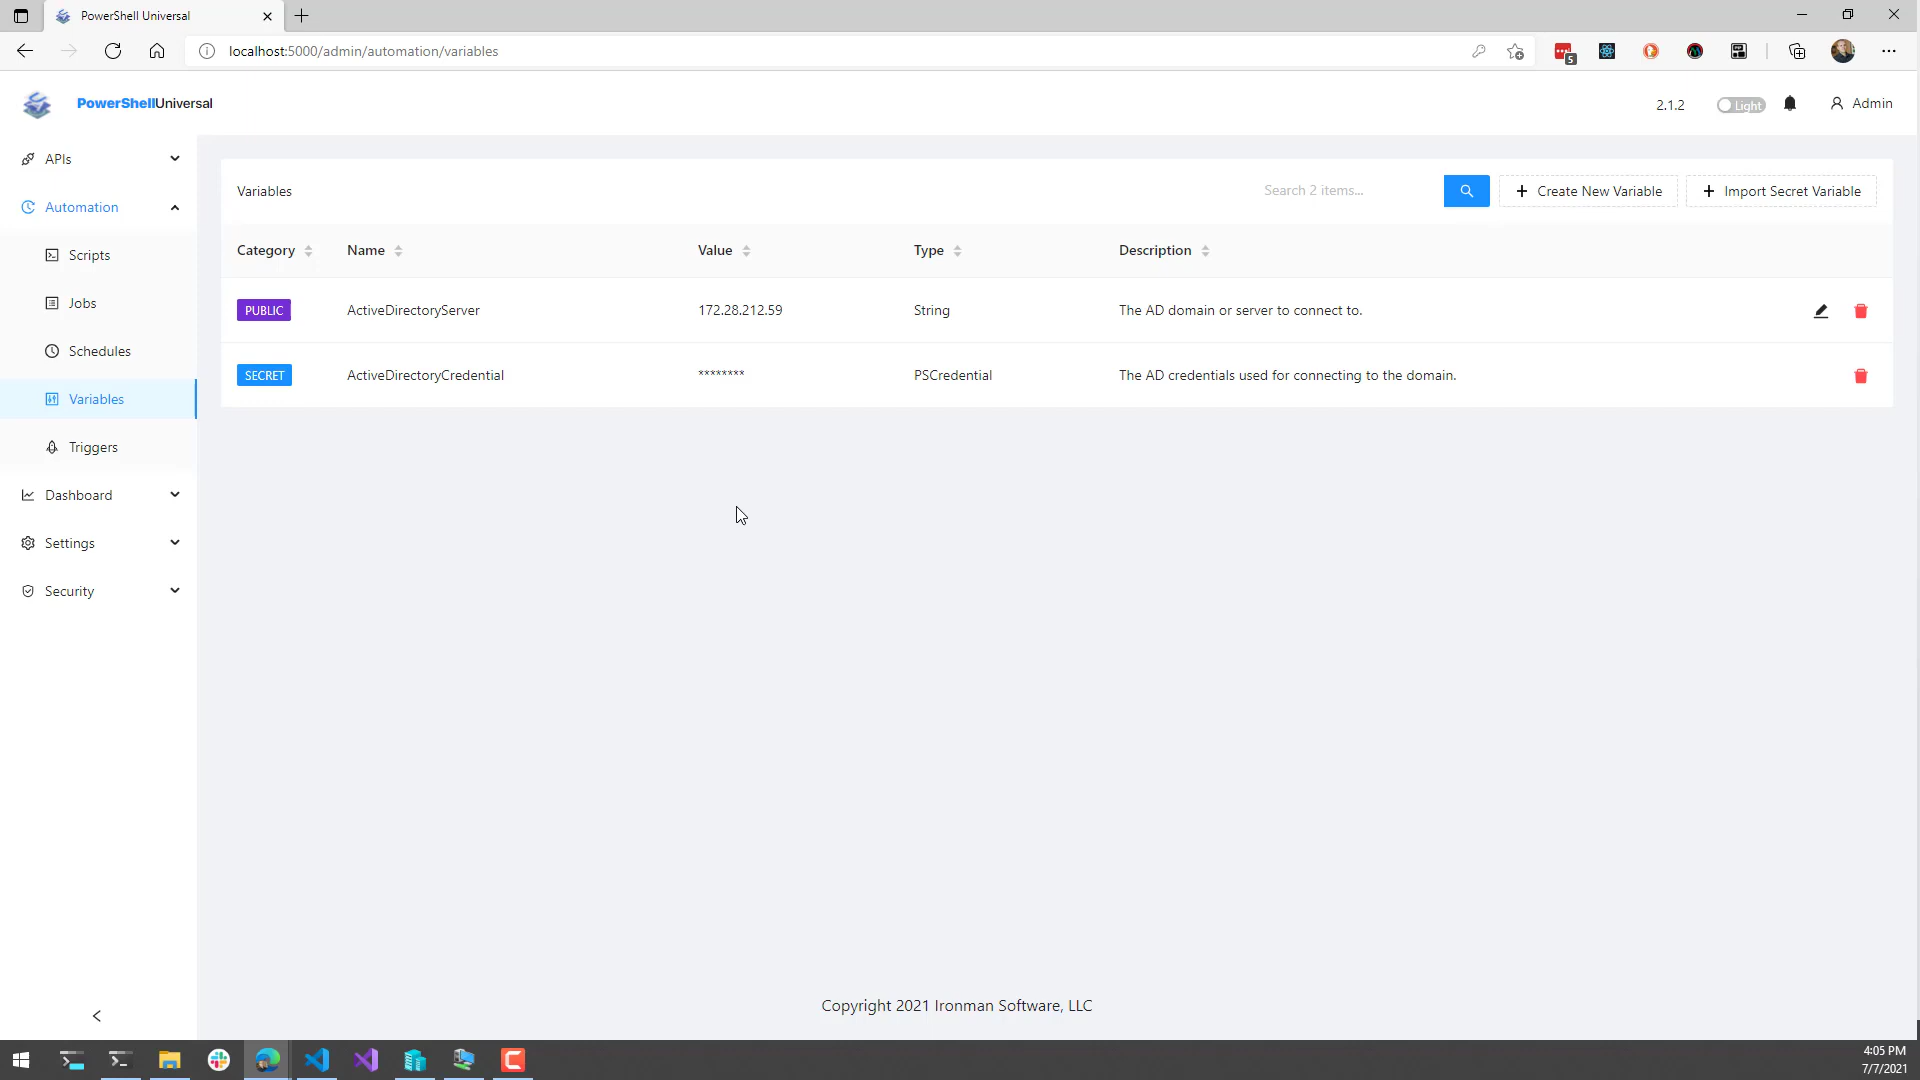 PowerShell Universal
localhost:5000/admin/automation/variables
5
PowerShellUniversal
2.1.2
Light
Admin
APIs
Automation
Scripts
Jobs
Schedules
Variables
Triggers
Dashboard
Settings
Security
Variables
Search 2 items...
Create New Variable
Import Secret Variable
Category Name Value Type Description
PUBLIC ActiveDirectoryServer 172.28.212.59 String The AD domain or server to connect to.
SECRET ActiveDirectoryCredential ******** PSCredential The AD credentials used for connecting to the domain.
Copyright 2021 Ironman Software, LLC
4:05 PM
7/7/2021